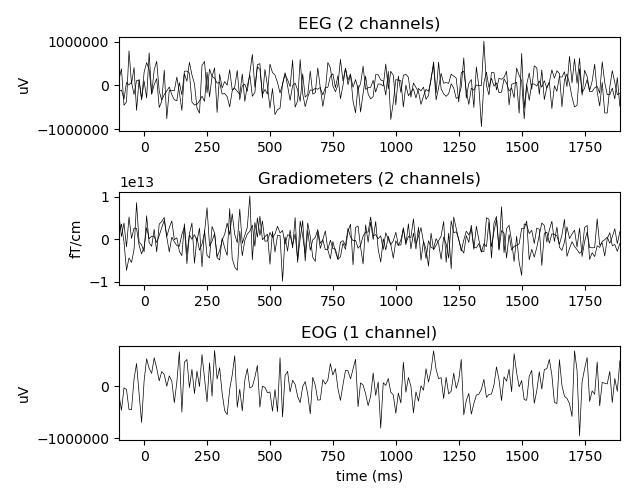 EEG (2 channels)
1000000
0
−1000000
uV
0 250 500 750 1000 1250 1500 1750
1e13
Gradiometers (2 channels)
1
0
−1
fT/cm
0 250 500 750 1000 1250 1500 1750
EOG (1 channel)
0
−1000000
uV
0 250 500 750 1000 1250 1500 1750
time (ms)